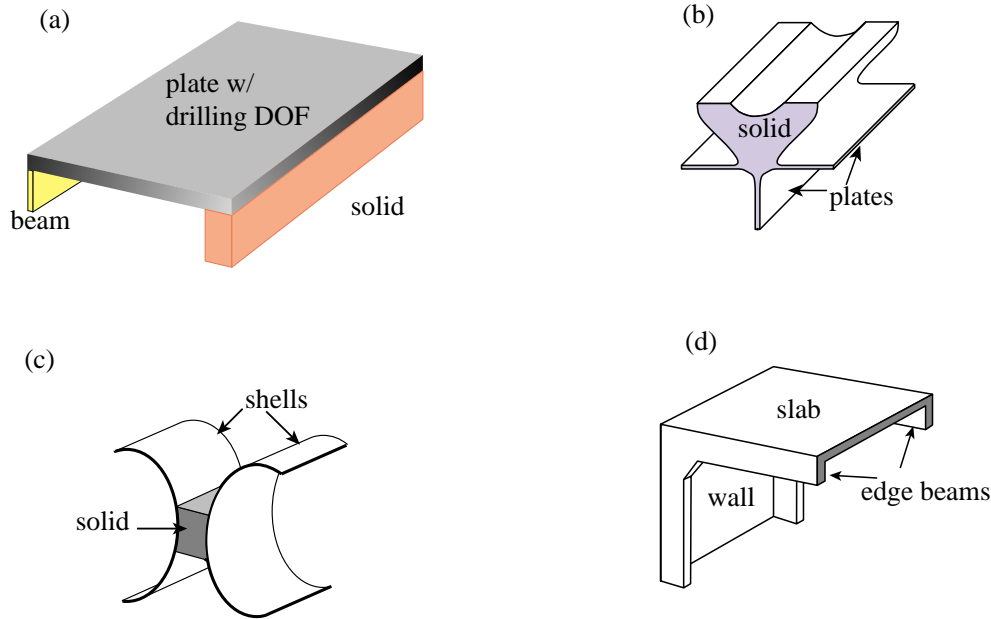 (a)
plate w/
drilling DOF
beam
solid
(b)
solid
plates
(c)
shells
solid
(d)
slab
wall
edge beams